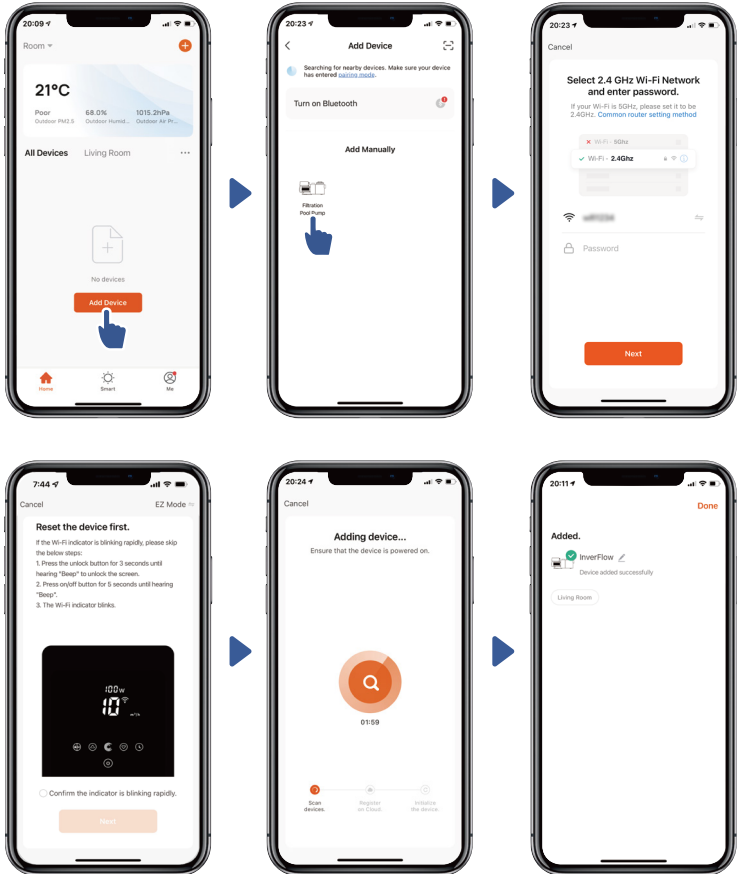 20:09
Room
21°C
Poor
Outdoor PM2.5
68.0%
Outdoor Humid...
1015.2hPa
Outdoor Air Pr...
All Devices
Living Room
No devices
Add Device
Home
Smart
Me
20:23
Add Device
Searching for nearby devices. Make sure your device
has entered pairing mode.
Turn on Bluetooth
Add Manually
Filtration
Pool Pump
20:23
Cancel
Select 2.4 GHz Wi-Fi Network
and enter password.
If your Wi-Fi is 5GHz, please set it to be
2.4GHz. Common router setting method
Wi-Fi - 5Ghz
Wi-Fi - 2.4Ghz
Password
Next
7:44
Cancel
EZ Mode
Reset the device first.
If the Wi-Fi indicator is blinking rapidly, please skip
the below steps:
1. Press the unlock button for 3 seconds until
hearing "Beep" to unlock the screen.
2. Press on/off button for 5 seconds until hearing
"Beep".
3. The Wi-Fi indicator blinks.
100w
10
m³/h
Confirm the indicator is blinking rapidly.
Next
20:24
Cancel
Adding device...
Ensure that the device is powered on.
01:59
Scan
devices.
Register
on Cloud.
Initialize
the device.
20:11
Done
Added.
InverFlow
Device added successfully
Living Room